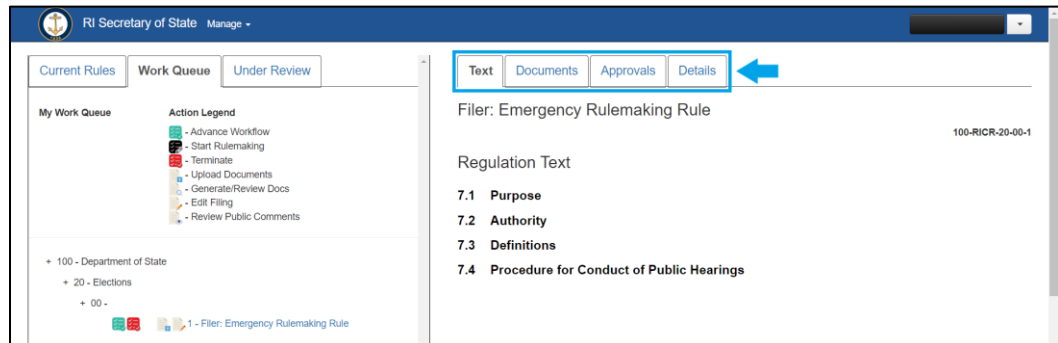 RI Secretary of State Manage
Current Rules Work Queue Under Review
My Work Queue Action Legend
- Advance Workflow
- Start Rulemaking
- Terminate
- Upload Documents
- Generate/Review Docs
- Edit Filing
- Review Public Comments
+ 100 - Department of State
+ 20 - Elections
+ 00 -
1 - Filer: Emergency Rulemaking Rule
Text Documents Approvals Details
Filer: Emergency Rulemaking Rule
100-RICR-20-00-1
Regulation Text
7.1 Purpose
7.2 Authority
7.3 Definitions
7.4 Procedure for Conduct of Public Hearings